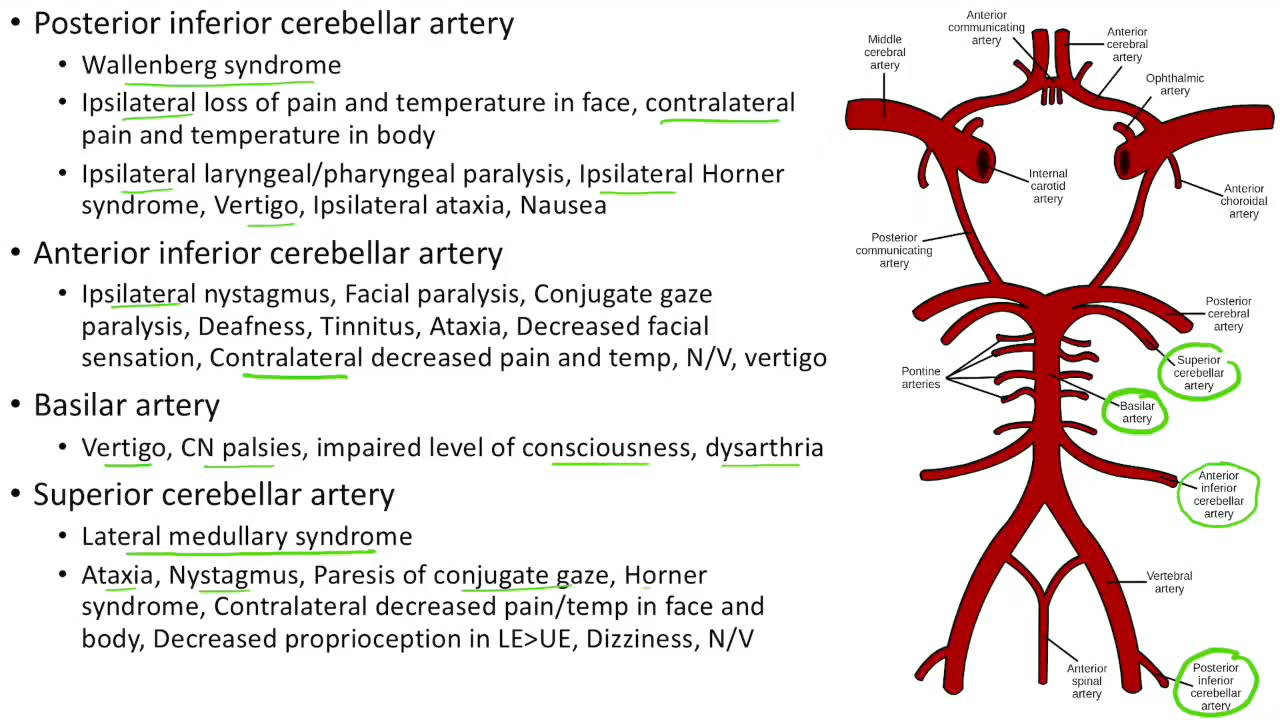 • Posterior inferior cerebellar artery
• Wallenberg syndrome
• Ipsilateral loss of pain and temperature in face, contralateral
pain and temperature in body
• Ipsilateral laryngeal/pharyngeal paralysis, Ipsilateral Horner
syndrome, Vertigo, Ipsilateral ataxia, Nausea
• Anterior inferior cerebellar artery
• Ipsilateral nystagmus, Facial paralysis, Conjugate gaze
paralysis, Deafness, Tinnitus, Ataxia, Decreased facial
sensation, Contralateral decreased pain and temp, N/V, vertigo
• Basilar artery
• Vertigo, CN palsies, impaired level of consciousness, dysarthria
• Superior cerebellar artery
• Lateral medullary syndrome
• Ataxia, Nystagmus, Paresis of conjugate gaze, Horner
syndrome, Contralateral decreased pain/temp in face and
body, Decreased proprioception in LE>UE, Dizziness, N/V
Anterior
communicating
artery
Middle
cerebral
artery
Anterior
cerebral
artery
Ophthalmic
artery
Internal
carotid
artery
Anterior
choroidal
artery
Posterior
communicating
artery
Posterior
cerebral
artery
Superior
cerebellar
artery
Pontine
arteries
Basilar
artery
Anterior
inferior
cerebellar
artery
Vertebral
artery
Anterior
spinal
artery
Posterior
inferior
cerebellar
artery